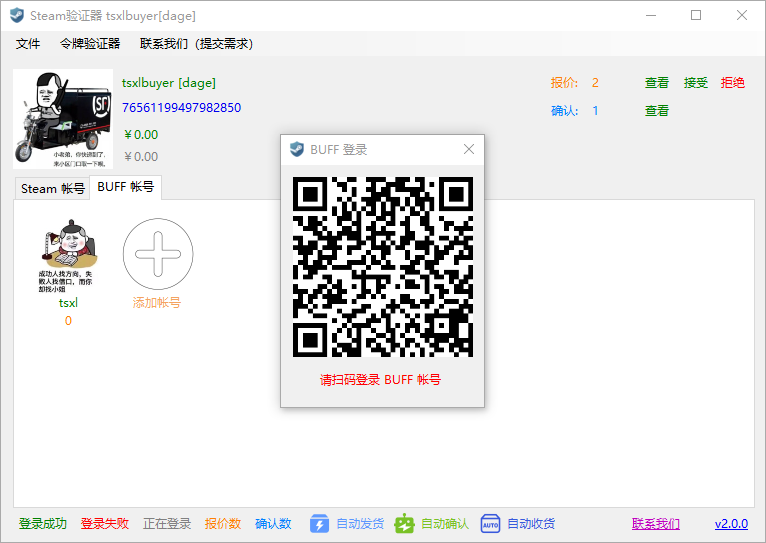 Steam验证器 tsxlbuyer[dage]
文件 令牌验证器 联系我们（提交需求）
tsxlbuyer [dage]
76561199497982850
￥0.00
￥0.00
报价: 2 查看 接受 拒绝
确认: 1 查看
小老弟，你快递到了，
来小区门口取一下呗。
Steam 帐号 BUFF 帐号
成功人找方向、失
败人找借口，而你
却找小姐
tsxl
0
添加帐号
BUFF 登录
请扫码登录 BUFF 帐号
登录成功 登录失败 正在登录 报价数 确认数 自动发货 自动确认 AUTO 自动收货 联系我们 v2.0.0